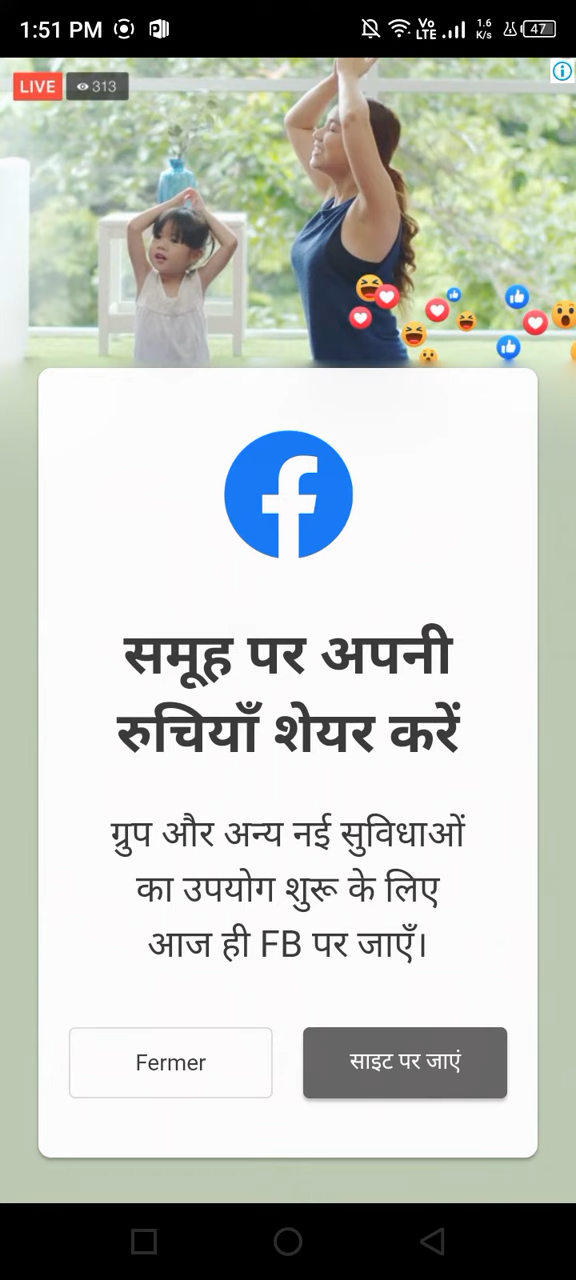 1:51 PM
Vo LTE 1.6 K/s 47
LIVE 313
समूह पर अपनी
रुचियाँ शेयर करें
ग्रुप और अन्य नई सुविधाओं
का उपयोग शुरू के लिए
आज ही FB पर जाएँ।
Fermer साइट पर जाएं